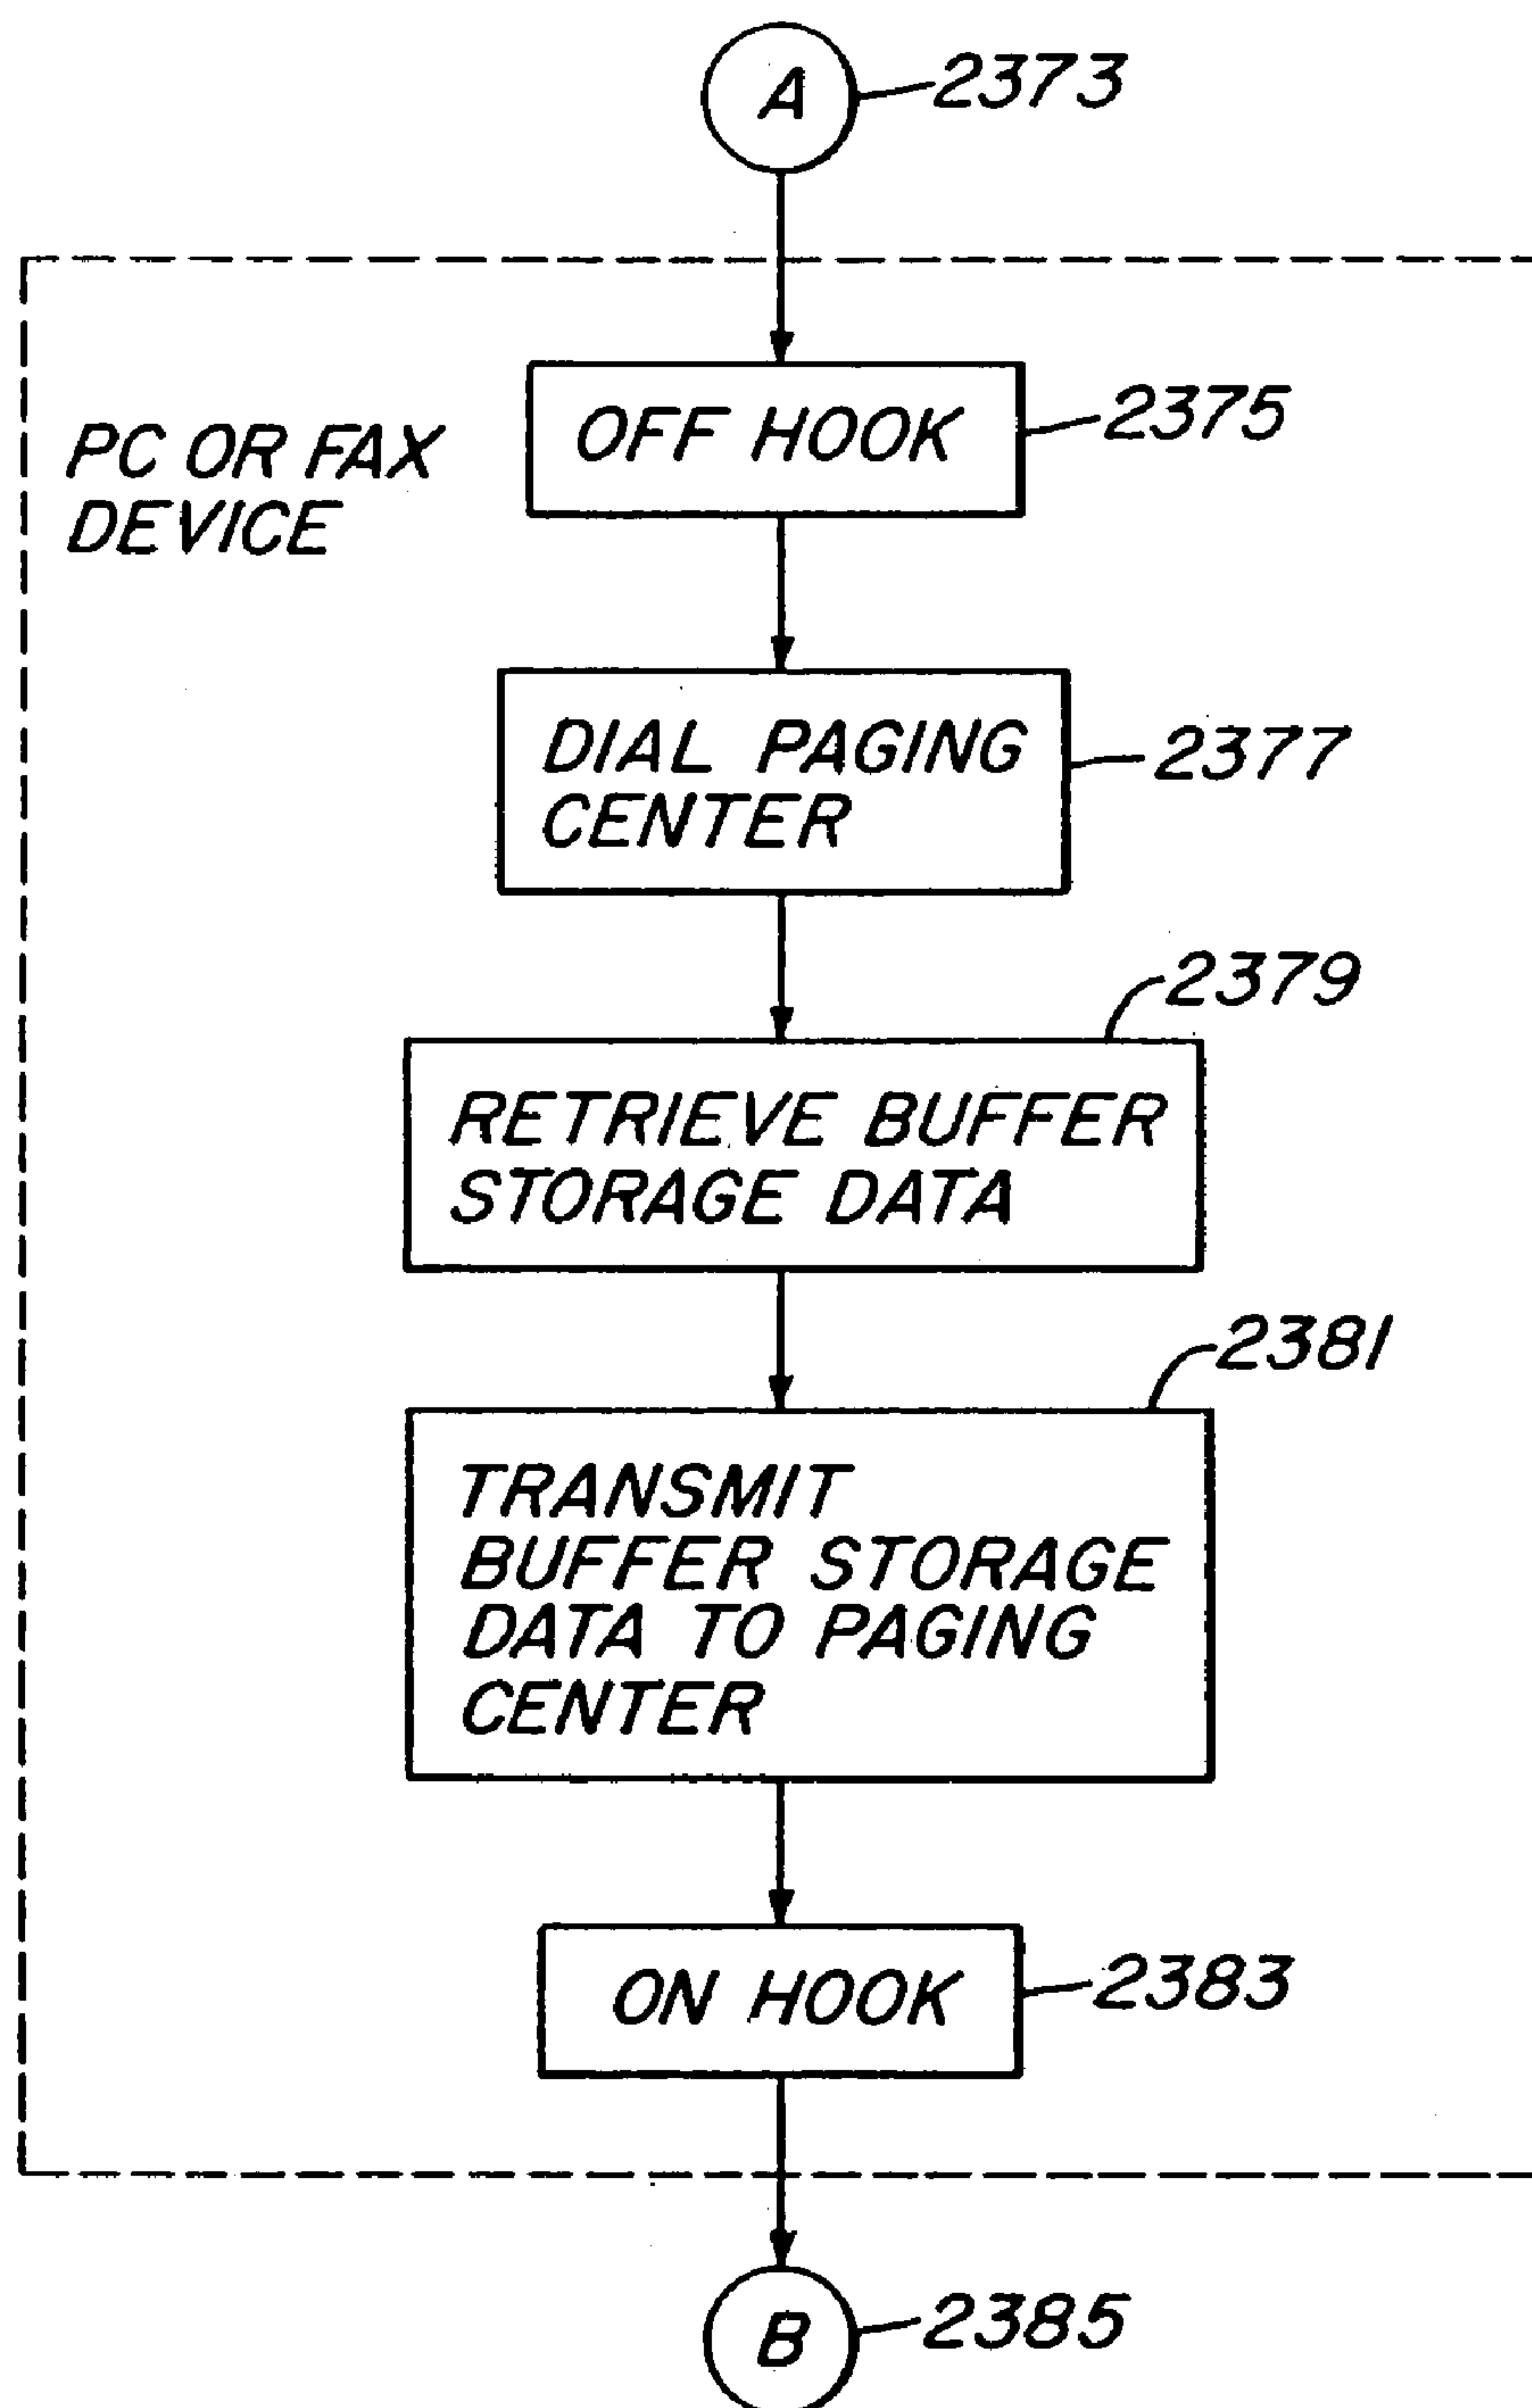 A
2373
OFF HOOK
2375
PC OR FAX
DEVICE
DIAL PAGING
CENTER
2377
2379
RETRIEVE BUFFER
STORAGE DATA
2381
TRANSMIT
BUFFER STORAGE
DATA TO PAGING
CENTER
ON HOOK
2383
B
2385